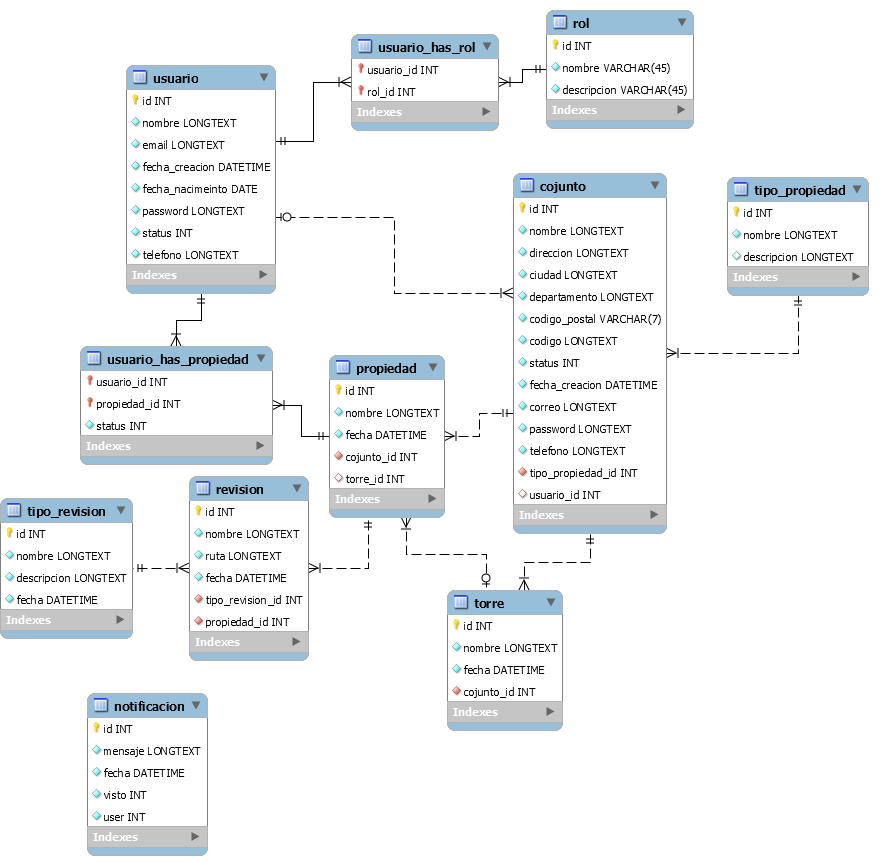 rol
id INT
nombre VARCHAR(45)
descripcion VARCHAR(45)
Indexes
usuario_has_rol
usuario_id INT
rol_id INT
Indexes
usuario
id INT
nombre LONGTEXT
email LONGTEXT
fecha_creacion DATETIME
fecha_nacimeinto DATE
password LONGTEXT
status INT
telefono LONGTEXT
Indexes
cojunto
id INT
nombre LONGTEXT
direccion LONGTEXT
ciudad LONGTEXT
departamento LONGTEXT
codigo_postal VARCHAR(7)
codigo LONGTEXT
status INT
fecha_creacion DATETIME
correo LONGTEXT
password LONGTEXT
telefono LONGTEXT
tipo_propiedad_id INT
usuario_id INT
Indexes
tipo_propiedad
id INT
nombre LONGTEXT
descripcion LONGTEXT
Indexes
usuario_has_propiedad
usuario_id INT
propiedad_id INT
status INT
Indexes
propiedad
id INT
nombre LONGTEXT
fecha DATETIME
cojunto_id INT
torre_id INT
Indexes
revision
id INT
nombre LONGTEXT
ruta LONGTEXT
fecha DATETIME
tipo_revision_id INT
propiedad_id INT
Indexes
tipo_revision
id INT
nombre LONGTEXT
descripcion LONGTEXT
fecha DATETIME
Indexes
torre
id INT
nombre LONGTEXT
fecha DATETIME
cojunto_id INT
Indexes
notificacion
id INT
mensaje LONGTEXT
fecha DATETIME
visto INT
user INT
Indexes